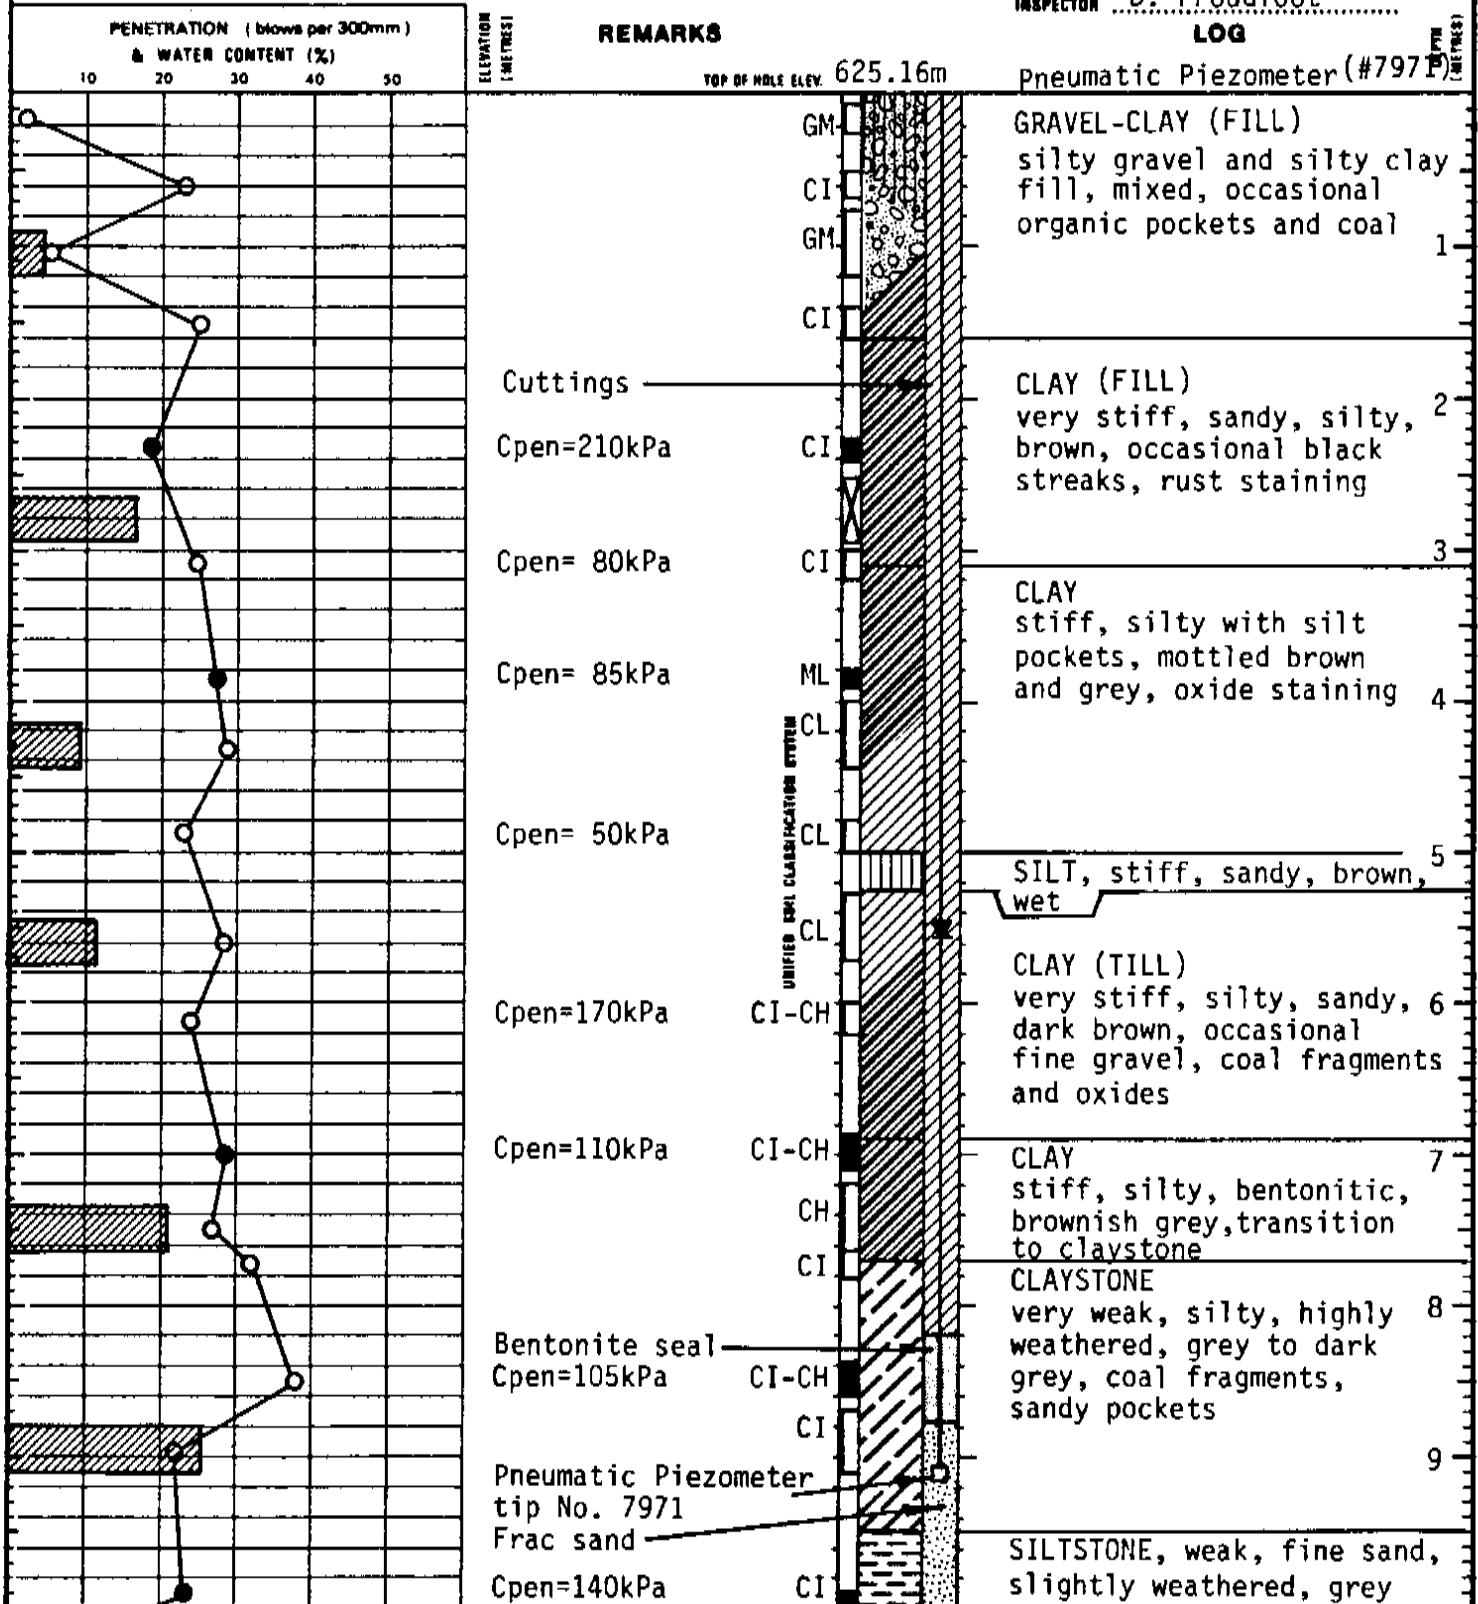 INSPECTOR D. Proudfoot
PENETRATION (blows per 300mm)
& WATER CONTENT (%)
10 20 30 40 50
ELEVATION
(METRES)
REMARKS
TOP OF HOLE ELEV. 625.16m
LOG
Pneumatic Piezometer (#7971)
DEPTH
(METRES)
GM
GRAVEL-CLAY (FILL)
silty gravel and silty clay
CI
fill, mixed, occasional
organic pockets and coal
GM
1
CI
Cuttings
CLAY (FILL)
2
very stiff, sandy, silty,
Cpen=210kPa
CI
brown, occasional black
streaks, rust staining
Cpen= 80kPa
CI
3
CLAY
stiff, silty with silt
pockets, mottled brown
Cpen= 85kPa
ML
and grey, oxide staining
4
CL
UNIFIED SOIL CLASSIFICATION SYSTEM
Cpen= 50kPa
CL
5
SILT, stiff, sandy, brown,
wet
CL
CLAY (TILL)
very stiff, silty, sandy,
6
Cpen=170kPa
CI-CH
dark brown, occasional
fine gravel, coal fragments
and oxides
Cpen=110kPa
CI-CH
CLAY
7
stiff, silty, bentonitic,
CH
brownish grey,transition
to claystone
CI
CLAYSTONE
very weak, silty, highly
8
Bentonite seal
weathered, grey to dark
Cpen=105kPa
CI-CH
grey, coal fragments,
sandy pockets
CI
9
Pneumatic Piezometer
tip No. 7971
Frac sand
SILTSTONE, weak, fine sand,
Cpen=140kPa
CI
slightly weathered, grey